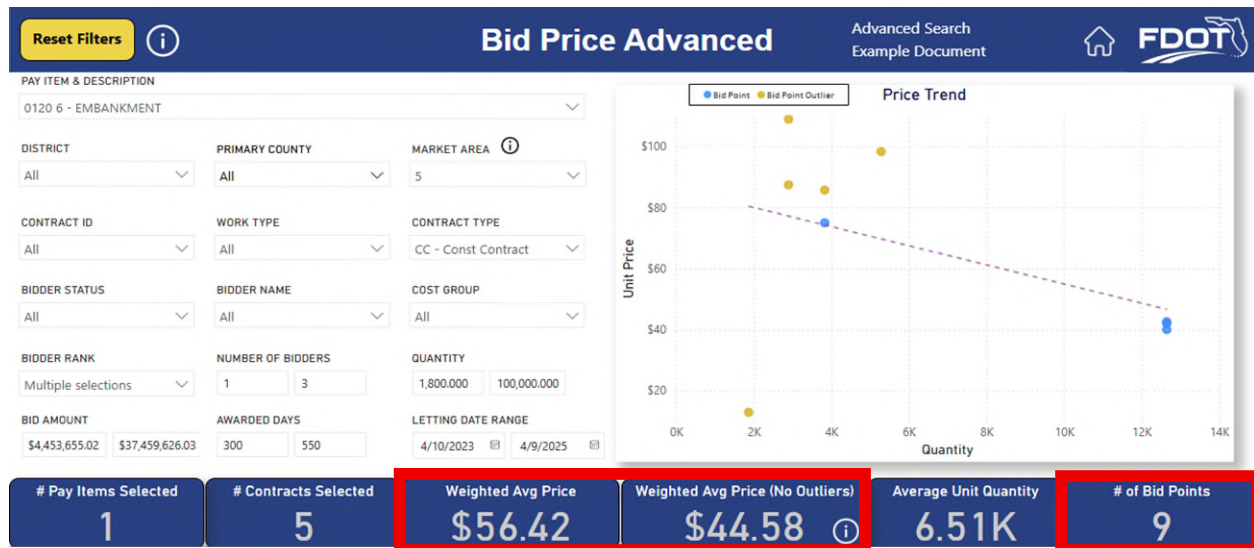 Reset Filters
Bid Price Advanced
Advanced Search
Example Document
FDOT
PAY ITEM & DESCRIPTION
0120 6 - EMBANKMENT
DISTRICT PRIMARY COUNTY MARKET AREA
All All 5
CONTRACT ID WORK TYPE CONTRACT TYPE
All All CC - Const Contract
BIDDER STATUS BIDDER NAME COST GROUP
All All All
BIDDER RANK NUMBER OF BIDDERS QUANTITY
Multiple selections 1 3 1,800.000 100,000.000
BID AMOUNT AWARDED DAYS LETTING DATE RANGE
$4,453,655.02 $37,459,626.03 300 550 4/10/2023 4/9/2025
Bid Point Bid Point Outlier Price Trend
$100
$80
$60
$40
$20
Unit Price
0K 2K 4K 6K 8K 10K 12K 14K
Quantity
# Pay Items Selected # Contracts Selected Weighted Avg Price Weighted Avg Price (No Outliers) Average Unit Quantity # of Bid Points
1 5 $56.42 $44.58 6.51K 9